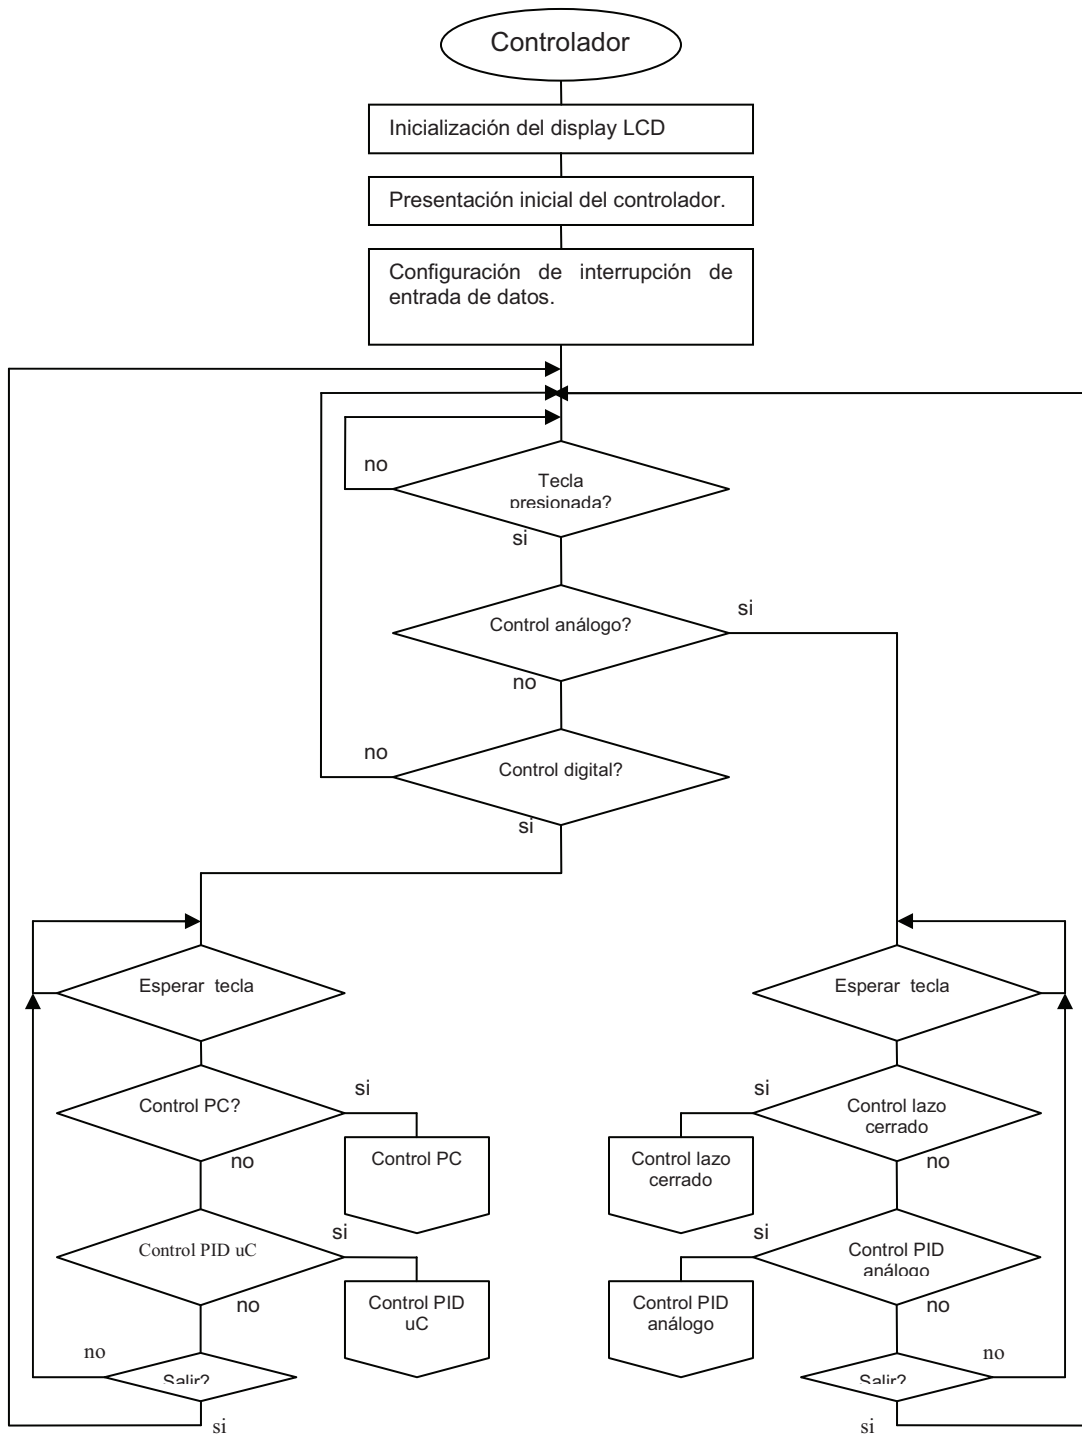 Controlador
Inicialización del display LCD
Presentación inicial del controlador.
Configuración de interrupción de
entrada de datos.
no
Tecla
presionada?
si
si
Control análogo?
no
no
Control digital?
si
Esperar tecla
Esperar tecla
si
Control PC?
no
Control PC
si
Control lazo
cerrado
no
Control lazo
cerrado
si
Control PID uC
no
Control PID
uC
si
Control PID
análogo
no
Control PID
análogo
no
Salir?
si
no
Salir?
si